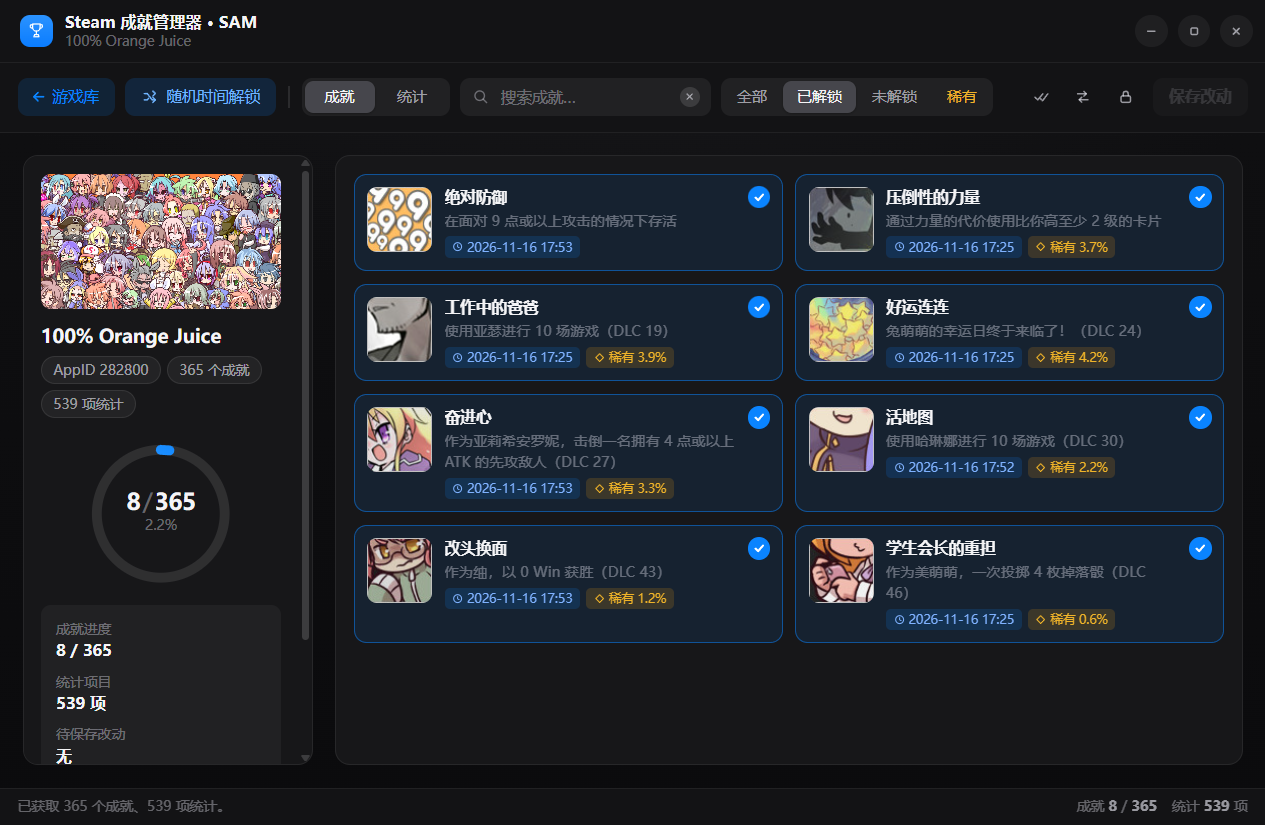 Steam 成就管理器 • SAM
100% Orange Juice
游戏库
随机时间解锁
成就
统计
搜索成就...
全部
已解锁
未解锁
稀有
保存改动
100% Orange Juice
AppID 282800
365 个成就
539 项统计
8/365
2.2%
成就进度
8 / 365
统计项目
539 项
待保存改动
无
绝对防御
在面对 9 点或以上攻击的情况下存活
2026-11-16 17:53
压倒性的力量
通过力量的代价使用比你高至少 2 级的卡片
2026-11-16 17:25
稀有 3.7%
工作中的爸爸
使用亚瑟进行 10 场游戏（DLC 19）
2026-11-16 17:25
稀有 3.9%
好运连连
兔萌萌的幸运日终于来临了！（DLC 24）
2026-11-16 17:25
稀有 4.2%
奋进心
作为亚莉希安罗妮，击倒一名拥有 4 点或以上
ATK 的先攻敌人（DLC 27）
2026-11-16 17:53
稀有 3.3%
活地图
使用哈琳娜进行 10 场游戏（DLC 30）
2026-11-16 17:52
稀有 2.2%
改头换面
作为䌷，以 0 Win 获胜（DLC 43）
2026-11-16 17:53
稀有 1.2%
学生会长的重担
作为美萌萌，一次投掷 4 枚掉落骰（DLC
46）
2026-11-16 17:25
稀有 0.6%
已获取 365 个成就、539 项统计。
成就 8 / 365
统计 539 项